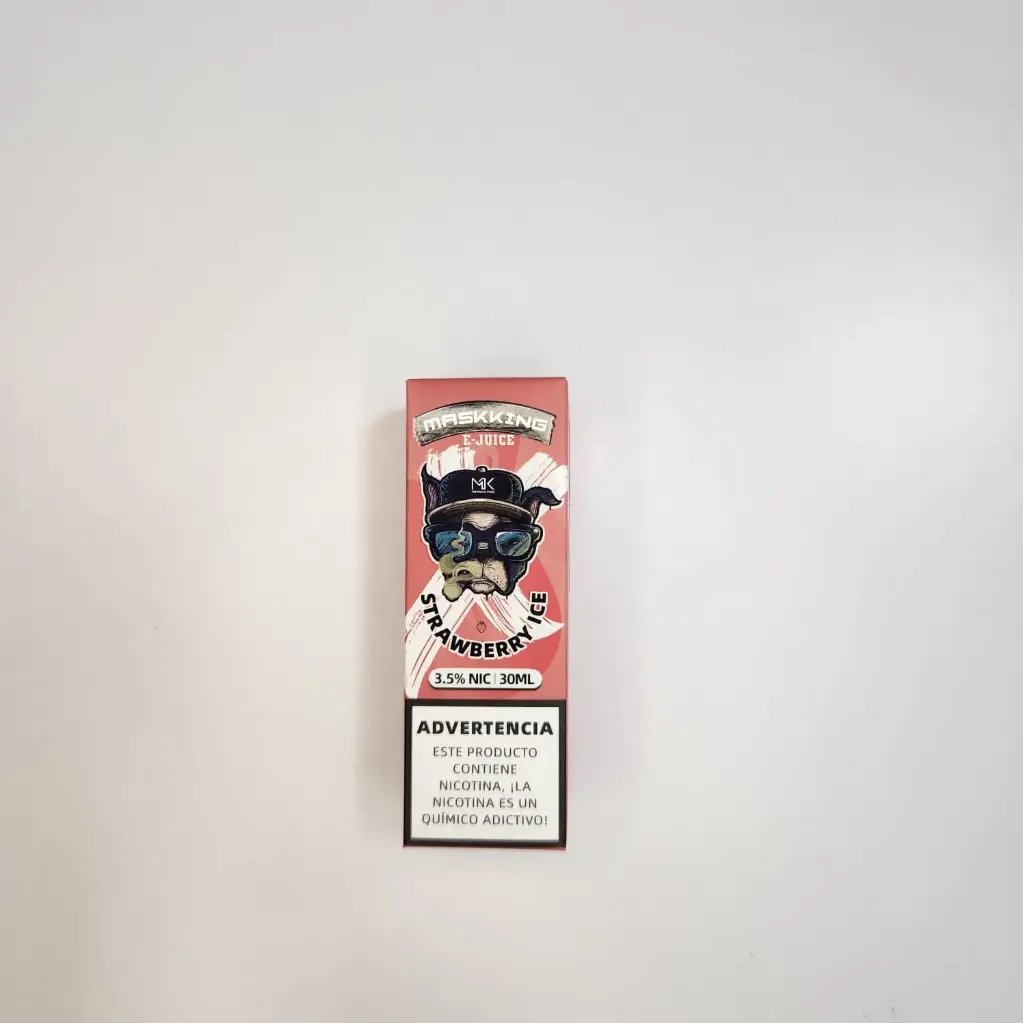 MASKKING
E-JUICE
MK
STRAWBERRY ICE
3.5% NIC | 30ML
ADVERTENCIA
ESTE PRODUCTO
CONTIENE
NICOTINA, ¡LA
NICOTINA ES UN
QUÍMICO ADICTIVO!